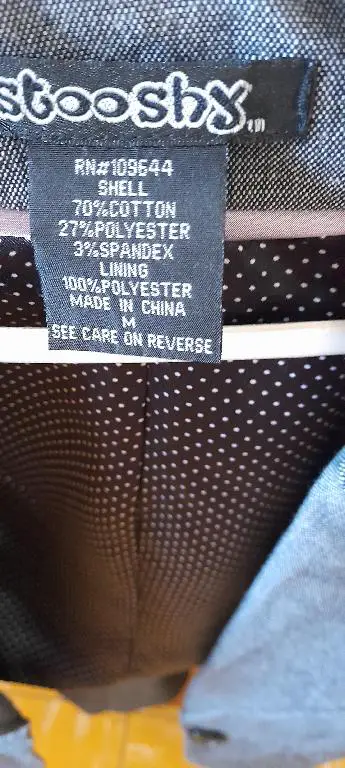 stooshy
RN#109644
SHELL
70%COTTON
27%POLYESTER
3%SPANDEX
LINING
100%POLYESTER
MADE IN CHINA
M
SEE CARE ON REVERSE